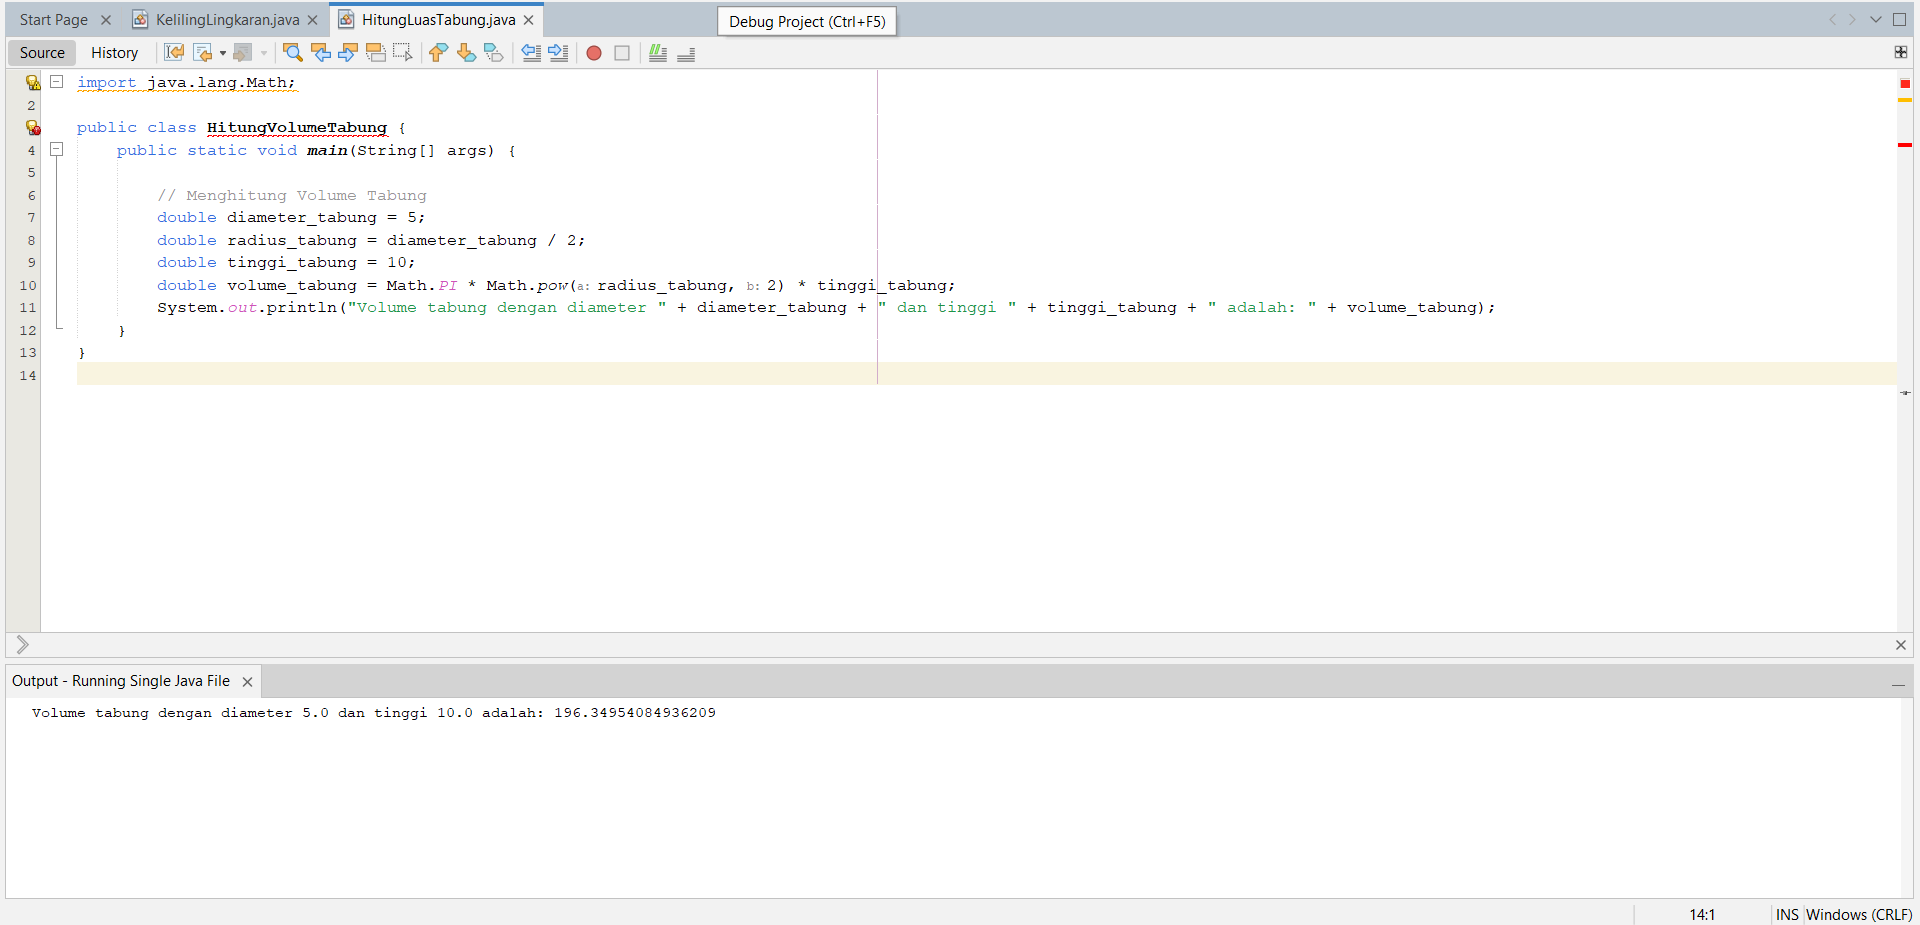 Start Page KelilingLingkaran.java HitungLuasTabung.java Debug Project (Ctrl+F5)
Source History
import java.lang.Math;
2
public class HitungVolumeTabung {
4 public static void main(String[] args) {
5
6 // Menghitung Volume Tabung
7 double diameter_tabung = 5;
8 double radius_tabung = diameter_tabung / 2;
9 double tinggi_tabung = 10;
10 double volume_tabung = Math.PI * Math.pow(a: radius_tabung, b: 2) * tinggi_tabung;
11 System.out.println("Volume tabung dengan diameter " + diameter_tabung + " dan tinggi " + tinggi_tabung + " adalah: " + volume_tabung);
12 }
13 }
14
Output - Running Single Java File
Volume tabung dengan diameter 5.0 dan tinggi 10.0 adalah: 196.34954084936209
14:1 INS Windows (CRLF)